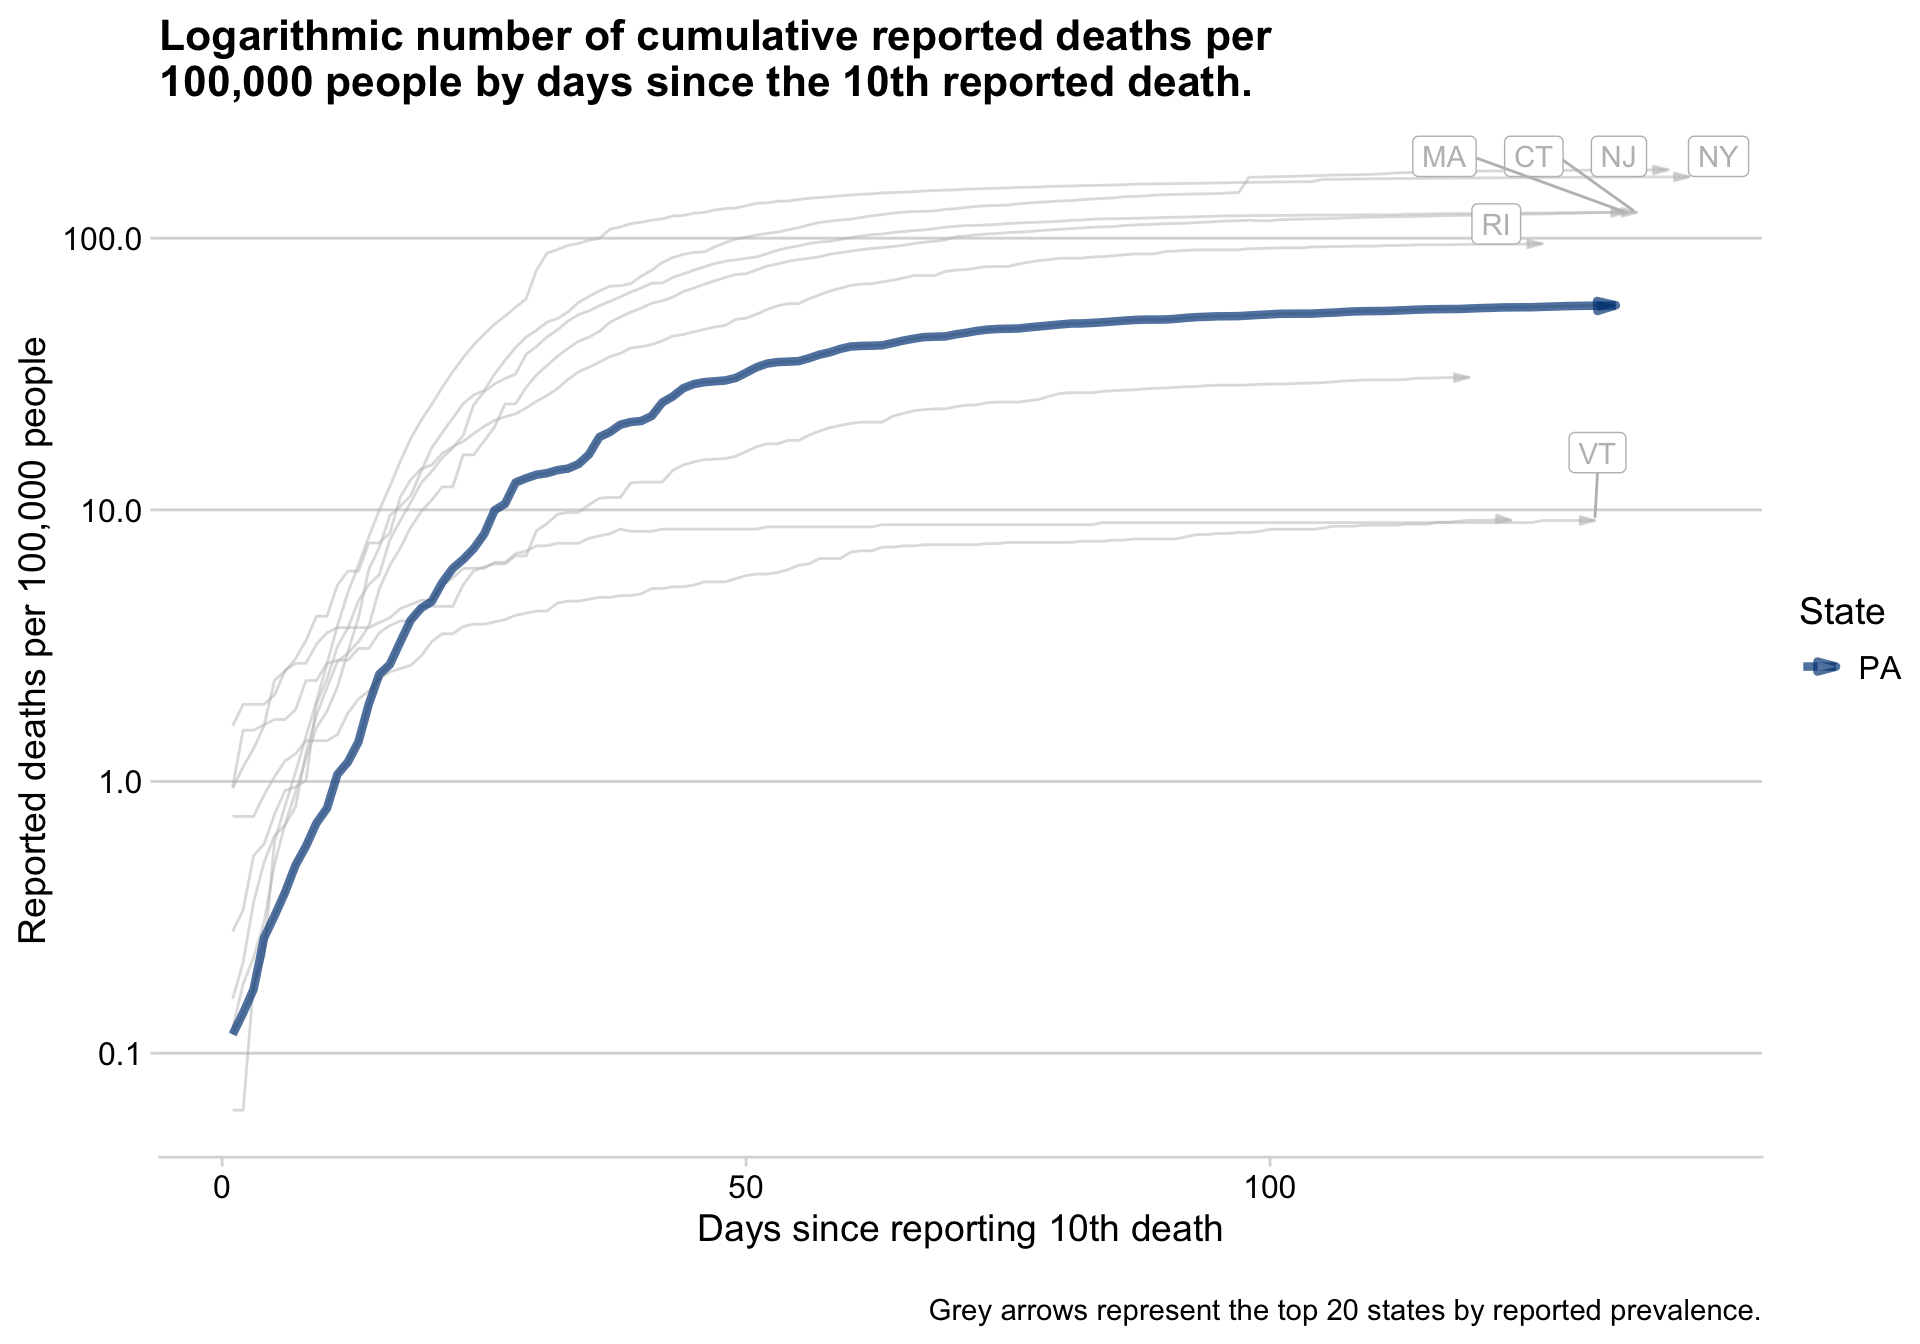 Logarithmic number of cumulative reported deaths per
100,000 people by days since the 10th reported death.
MA CT NJ NY
RI
VT
100.0
10.0
1.0
0.1
Reported deaths per 100,000 people
0 50 100
Days since reporting 10th death
State
PA
Grey arrows represent the top 20 states by reported prevalence.